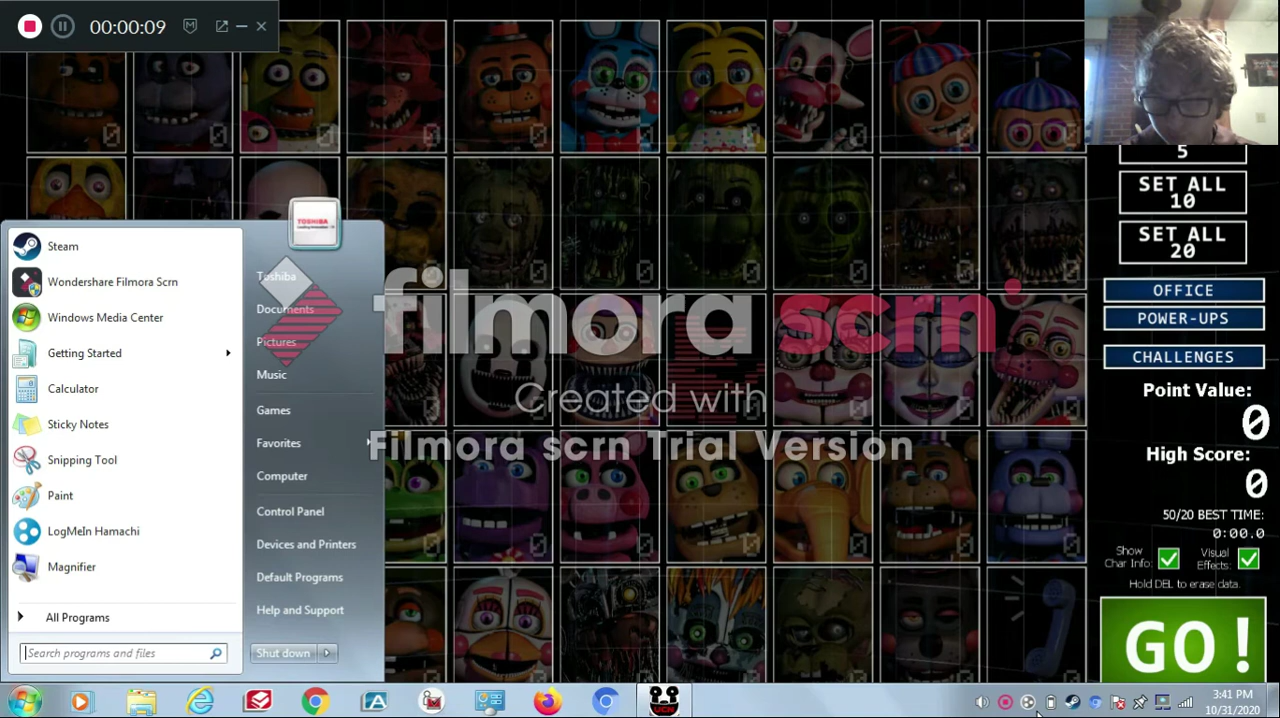 00:00:09
5
SET ALL
10
SET ALL
20
OFFICE
POWER-UPS
CHALLENGES
Point Value:
0
High Score:
0
50/20 BEST TIME:
0:00.0
Show
Char Info:
Visual
Effects:
Hold DEL to erase data.
GO!
Steam
Wondershare Filmora Scrn
Windows Media Center
Getting Started
Calculator
Sticky Notes
Snipping Tool
Paint
LogMeIn Hamachi
Magnifier
All Programs
Search programs and files
TOSHIBA
Toshiba
Documents
Pictures
Music
Games
Favorites
Computer
Control Panel
Devices and Printers
Default Programs
Help and Support
Shut down
filmora scrn
Created with
Filmora scrn Trial Version
UCN
3:41 PM
10/31/2020